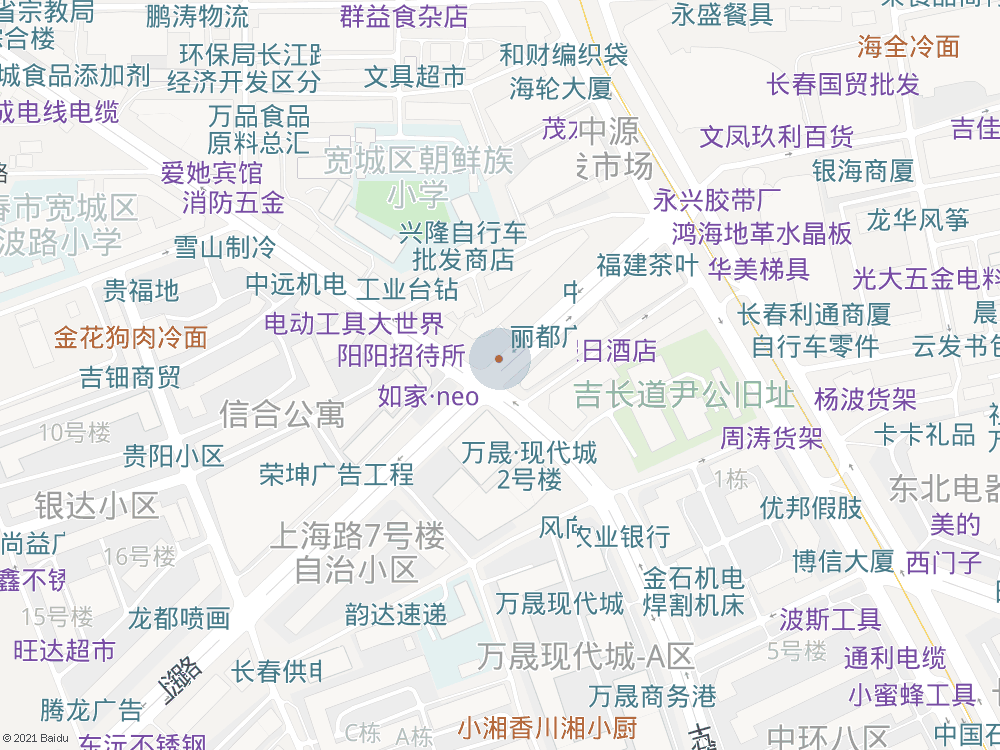 省宗教局
综合楼
鹏涛物流
群益食杂店
永盛餐具
海全冷面
环保局长江路
经济开发区分
和财编织袋
文具超市
海轮大厦
城食品添加剂
长春国贸批发
成电线电缆
万品食品
原料总汇
中源
发市场
文凤玖利百货
吉佳
宽城区朝鲜族
小学
爱她宾馆
银海商厦
消防五金
永兴胶带厂
春市宽城区
波路小学
龙华风筝
兴隆自行车
批发商店
鸿海地革水晶板
雪山制冷
福建茶叶
华美梯具
光大五金电料
贵福地
中远机电
工业台钻
中
长春利通商厦
电动工具大世界
丽都广
金花狗肉冷面
阳阳招待所
日酒店
自行车零件
云发书包
吉钿商贸
如家·neo
吉长道尹公旧址
杨波货架
信合公寓
10号楼
周涛货架
卡卡礼品
贵阳小区
万晟·现代城
2号楼
荣坤广告工程
1栋
东北电器
银达小区
优邦假肢
美的
上海路7号楼
自治小区
风向
农业银行
尚益广
16号楼
博信大厦
西门子
鑫不锈
金石机电
焊割机床
15号楼
龙都喷画
韵达速递
万晟现代城
波斯工具
旺达超市
5号楼
万晟现代城-A区
通利电缆
长春供电
上海路
万晟商务港
小蜜蜂工具
腾龙广告
C栋
A栋
小湘香川湘小厨
中环八区
中国石
东沅不锈钢
© 2021 Baidu